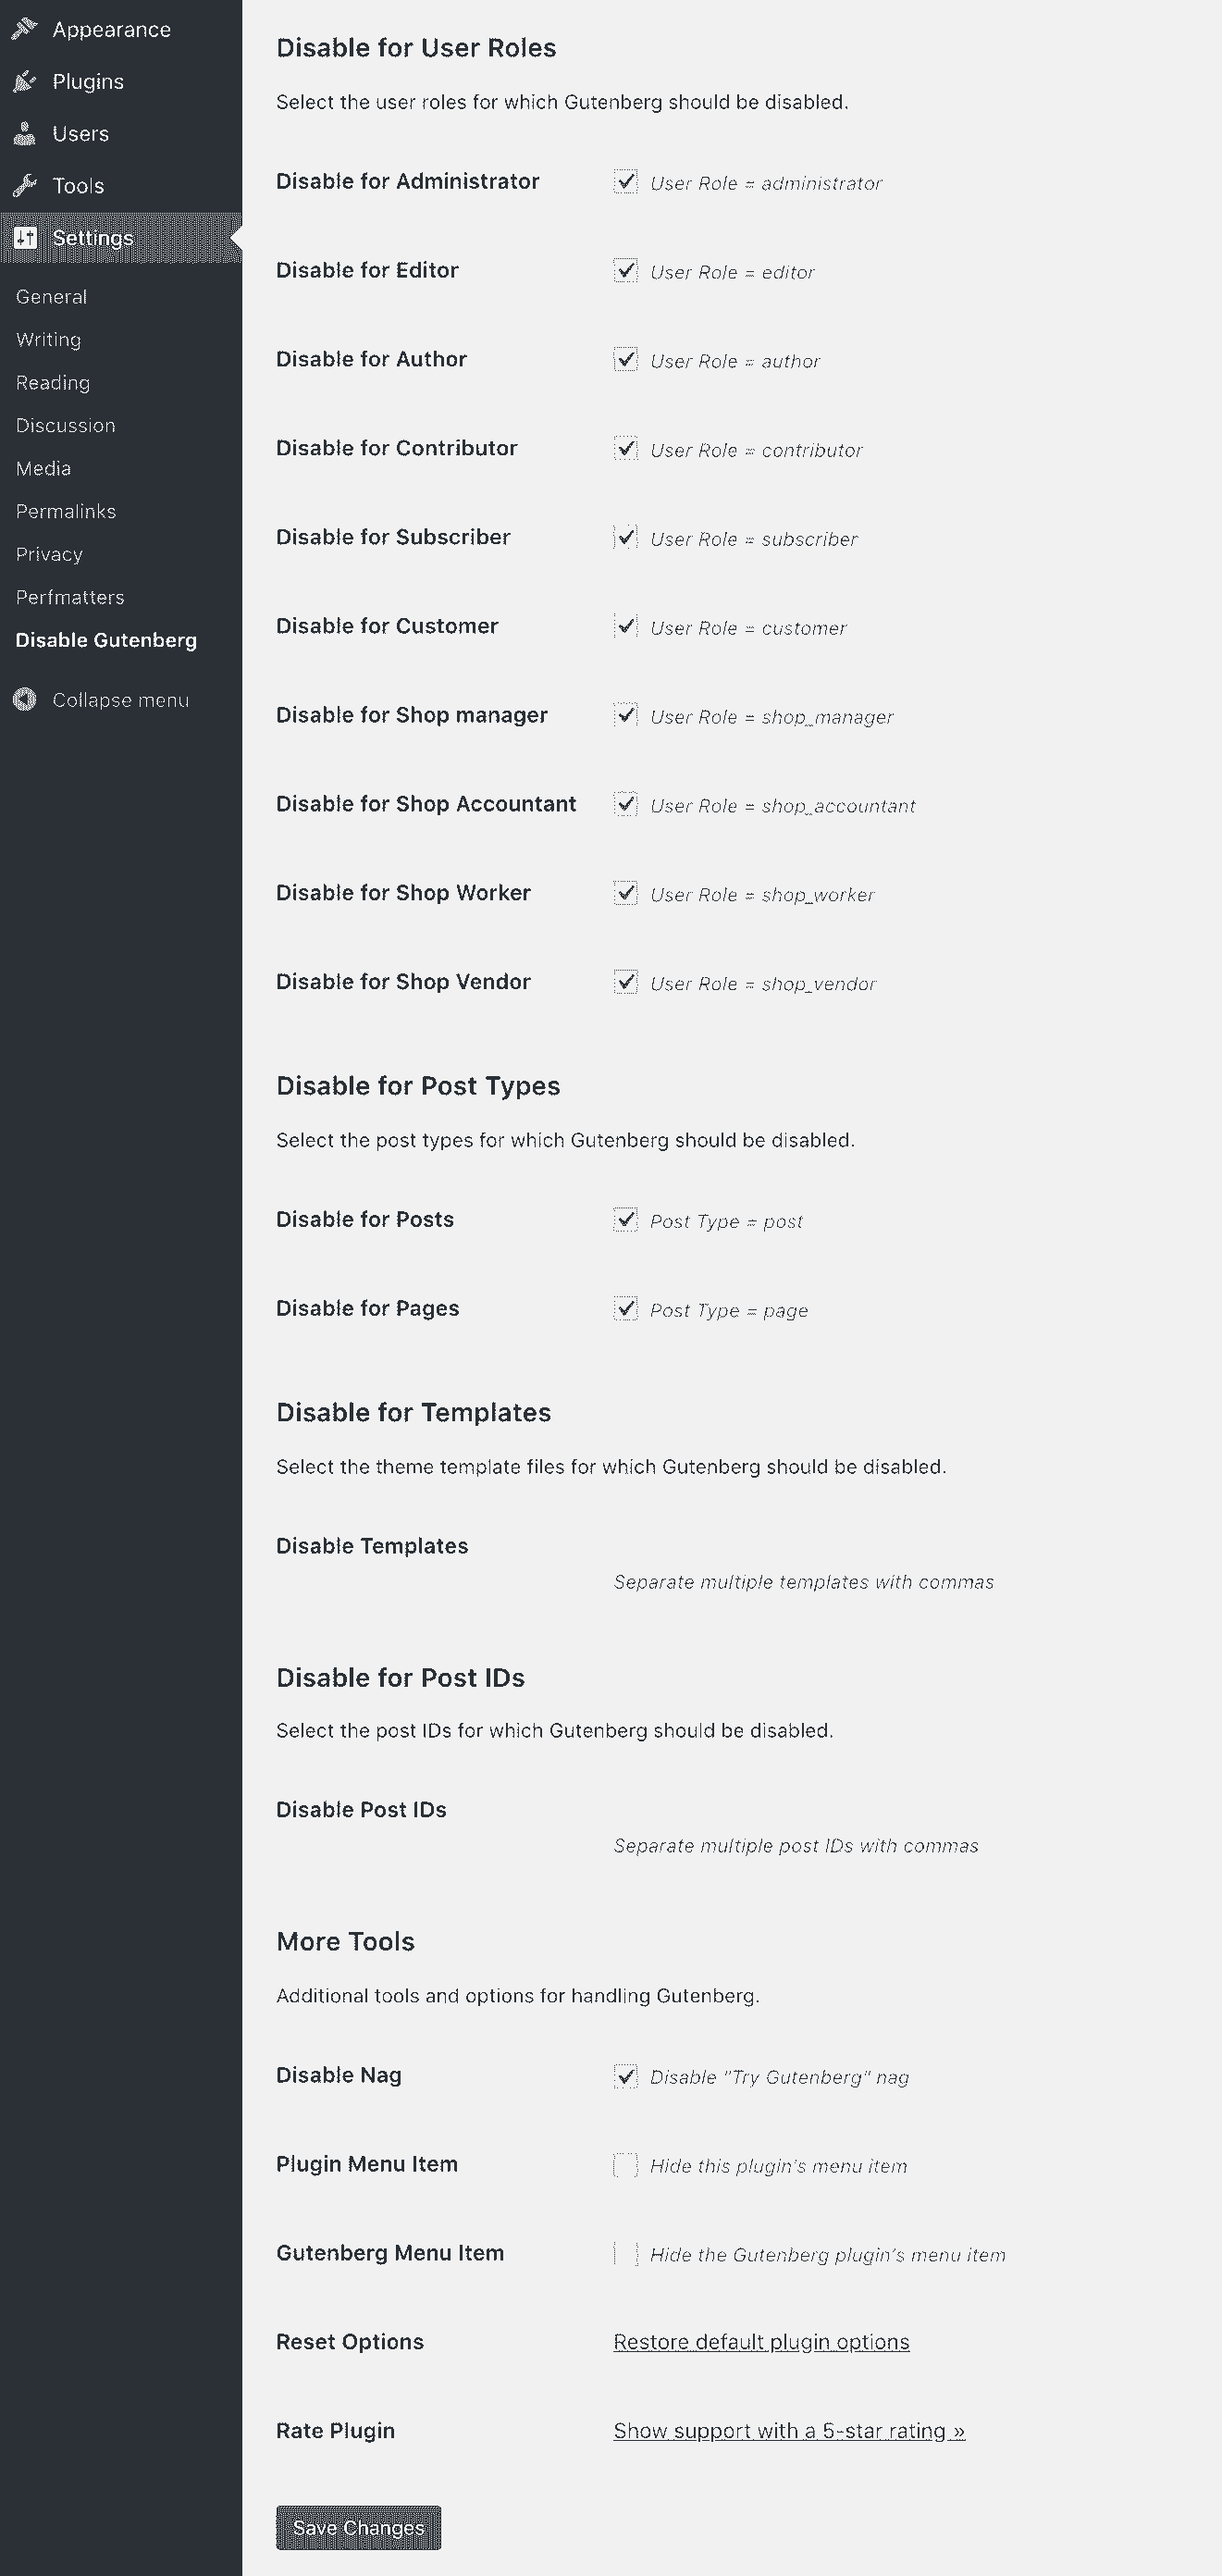 Appearance
Plugins
Users
Tools
Settings
General
Writing
Reading
Discussion
Media
Permalinks
Privacy
Perfmatters
Disable Gutenberg
Collapse menu
Disable for User Roles
Select the user roles for which Gutenberg should be disabled.
Disable for Administrator User Role = administrator
Disable for Editor User Role = editor
Disable for Author User Role = author
Disable for Contributor User Role = contributor
Disable for Subscriber User Role = subscriber
Disable for Customer User Role = customer
Disable for Shop manager User Role = shop_manager
Disable for Shop Accountant User Role = shop_accountant
Disable for Shop Worker User Role = shop_worker
Disable for Shop Vendor User Role = shop_vendor
Disable for Post Types
Select the post types for which Gutenberg should be disabled.
Disable for Posts Post Type = post
Disable for Pages Post Type = page
Disable for Templates
Select the theme template files for which Gutenberg should be disabled.
Disable Templates
Separate multiple templates with commas
Disable for Post IDs
Select the post IDs for which Gutenberg should be disabled.
Disable Post IDs
Separate multiple post IDs with commas
More Tools
Additional tools and options for handling Gutenberg.
Disable Nag Disable "Try Gutenberg" nag
Plugin Menu Item Hide this plugin's menu item
Gutenberg Menu Item Hide the Gutenberg plugin's menu item
Reset Options Restore default plugin options
Rate Plugin Show support with a 5-star rating »
Save Changes